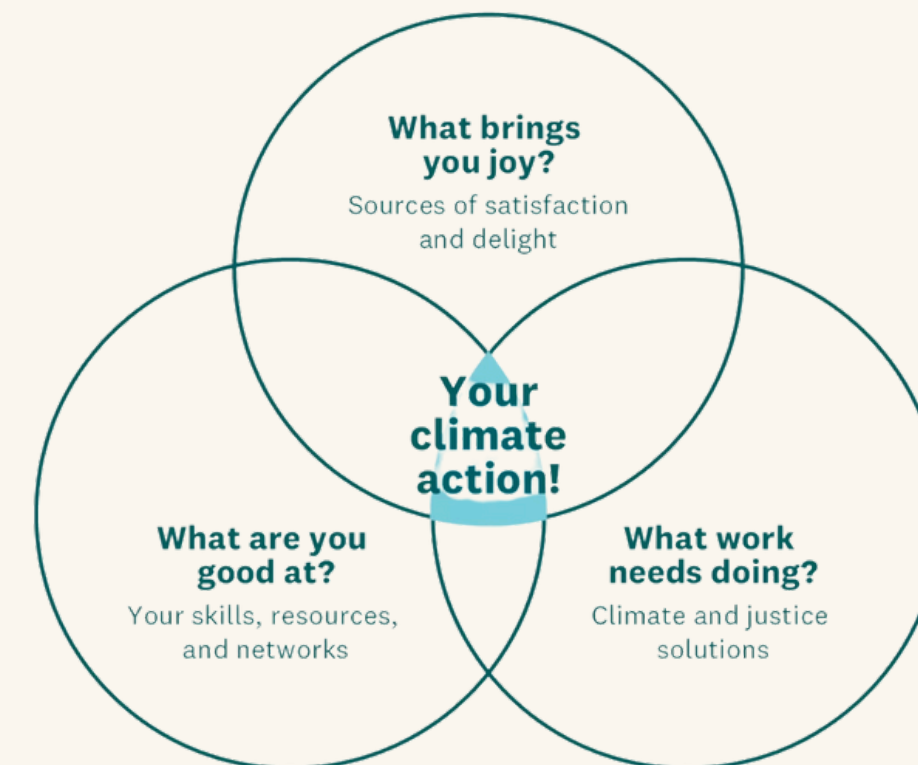 What brings
you joy?
Sources of satisfaction
and delight
Your
climate
action!
What are you
good at?
Your skills, resources,
and networks
What work
needs doing?
Climate and justice
solutions